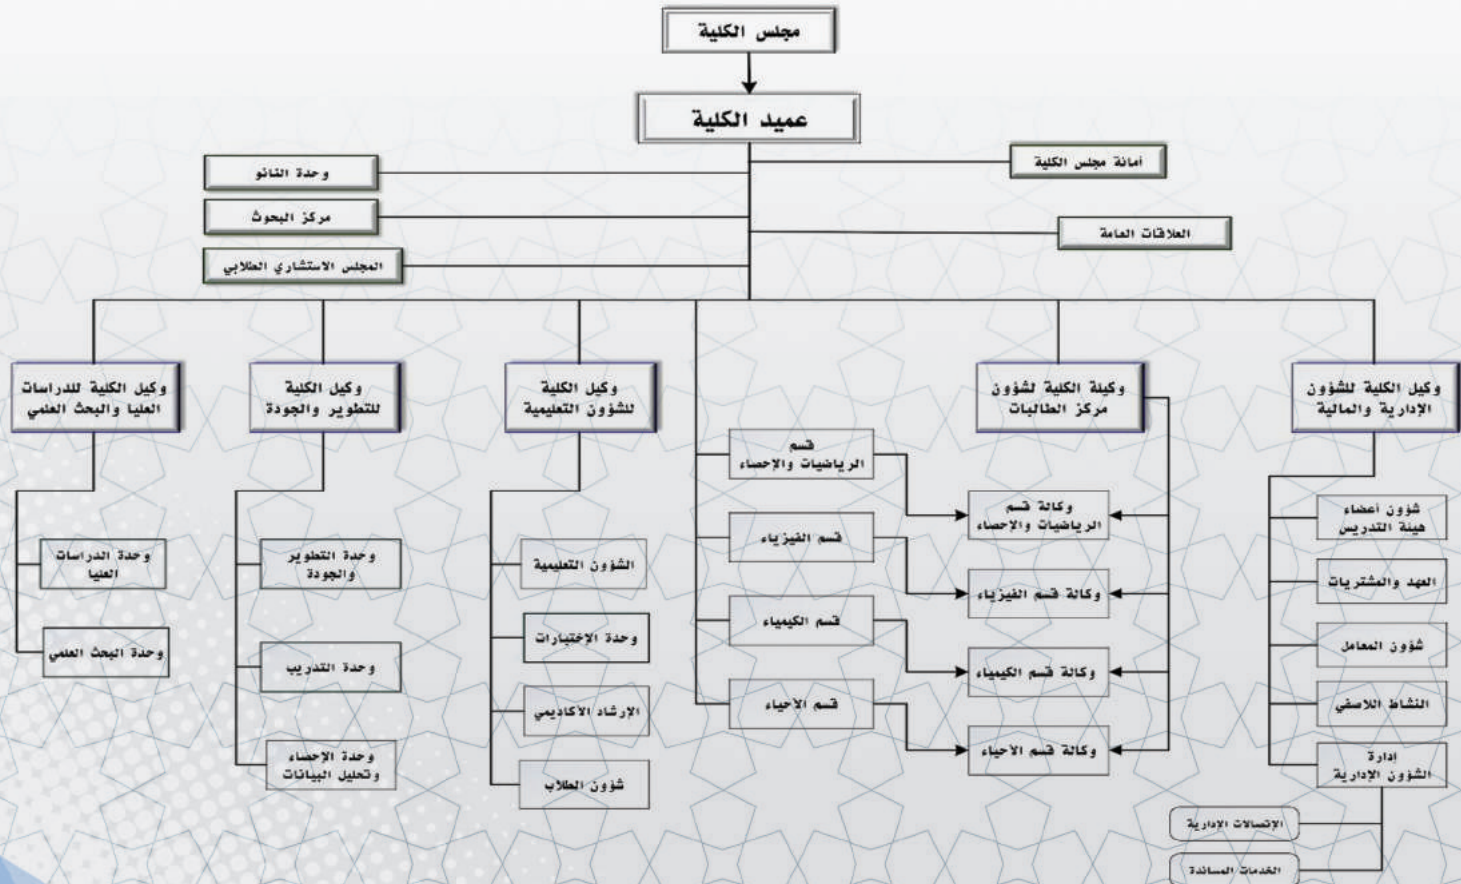 مجلس الكلية
عميد الكلية
أمانة مجلس الكلية
وحدة النانو
مركز البحوث
العلاقات العامة
المجلس الاستشاري الطلابي
وكيل الكلية للشؤون
الإدارية والمالية
وكيلة الكلية لشؤون
مركز الطالبات
وكيل الكلية
للشؤون التعليمية
وكيل الكلية
للتطوير والجودة
وكيل الكلية للدراسات
العليا والبحث العلمي
شؤون أعضاء
هيئة التدريس
العهد والمشتريات
شؤون المعامل
النشاط اللاصفي
إدارة
الشؤون الإدارية
الإتصالات الإدارية
الخدمات المساندة
وكالة قسم
الرياضيات والإحصاء
وكالة قسم الفيزياء
وكالة قسم الكيمياء
وكالة قسم الأحياء
قسم
الرياضيات والإحصاء
قسم الفيزياء
قسم الكيمياء
قسم الأحياء
الشؤون التعليمية
وحدة الإختبارات
الإرشاد الأكاديمي
شؤون الطلاب
وحدة التطوير
والجودة
وحدة التدريب
وحدة الإحصاء
وتحليل البيانات
وحدة الدراسات
العليا
وحدة البحث العلمي